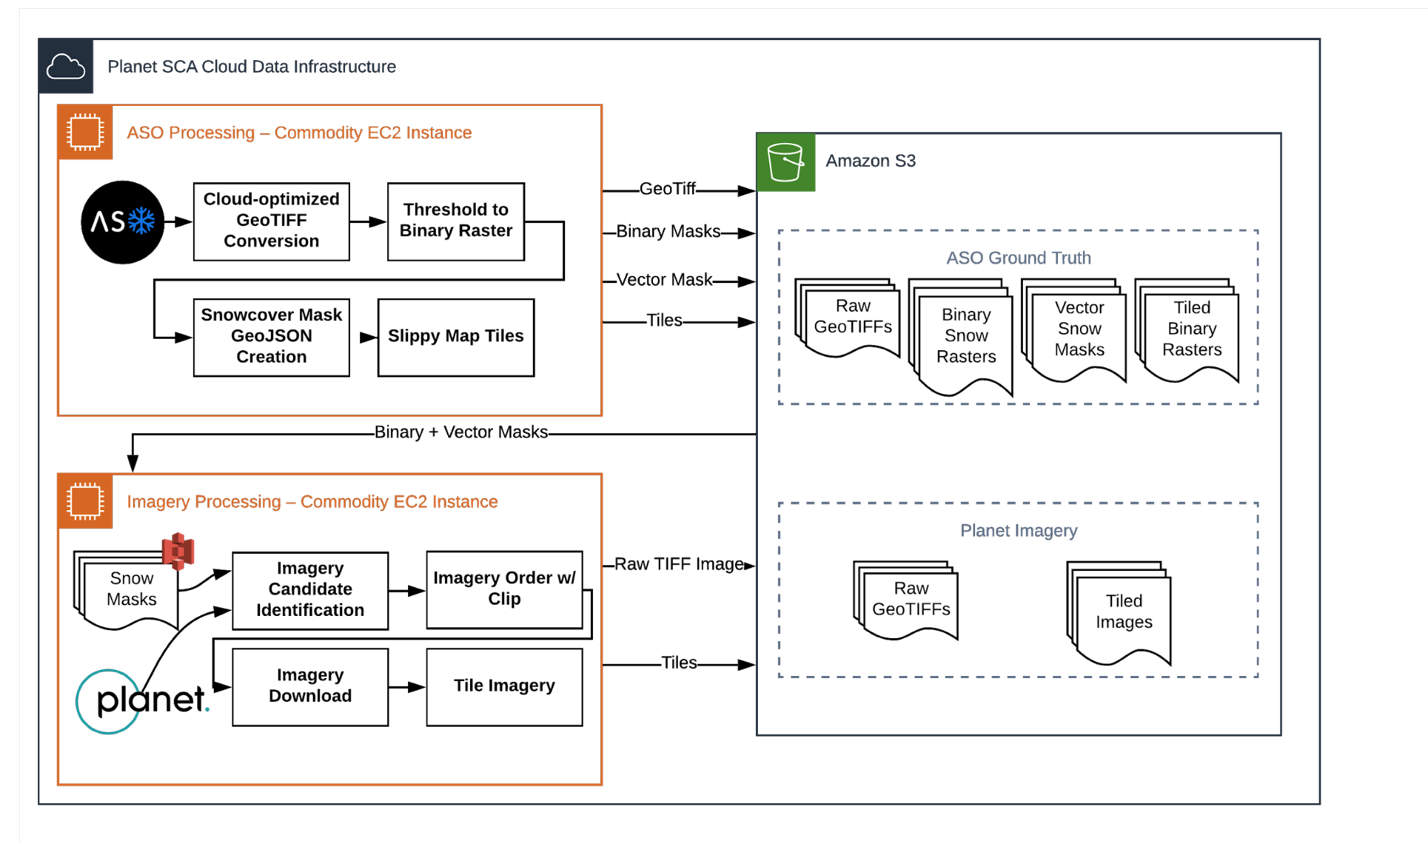 Planet SCA Cloud Data Infrastructure
ASO Processing – Commodity EC2 Instance
ASO
Cloud-optimized
GeoTIFF
Conversion
Threshold to
Binary Raster
Snowcover Mask
GeoJSON
Creation
Slippy Map Tiles
GeoTiff
Binary Masks
Vector Mask
Tiles
Amazon S3
ASO Ground Truth
Raw
GeoTIFFs
Binary
Snow
Rasters
Vector
Snow
Masks
Tiled
Binary
Rasters
Binary + Vector Masks
Imagery Processing – Commodity EC2 Instance
Snow
Masks
planet.
Imagery
Candidate
Identification
Imagery Order w/
Clip
Imagery
Download
Tile Imagery
Raw TIFF Image
Tiles
Planet Imagery
Raw
GeoTIFFs
Tiled
Images